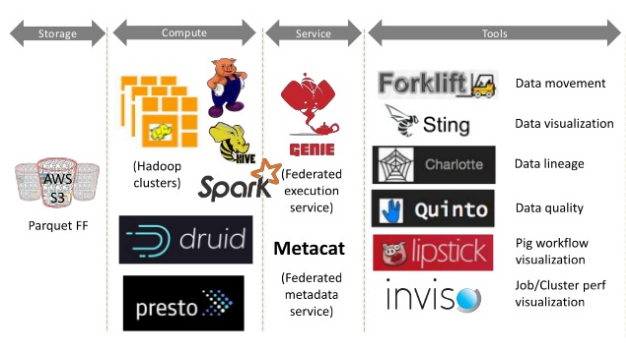 Storage
Compute
Service
Tools
AWS
S3
Parquet FF
(Hadoop
clusters)
HIVE
Spark
druid
presto
GENIE
(Federated
execution
service)
Metacat
(Federated
metadata
service)
Forklift
Data movement
Sting
Data visualization
Charlotte
Data lineage
Quinto
Data quality
lipstick
Pig workflow
visualization
inviso
Job/Cluster perf
visualization